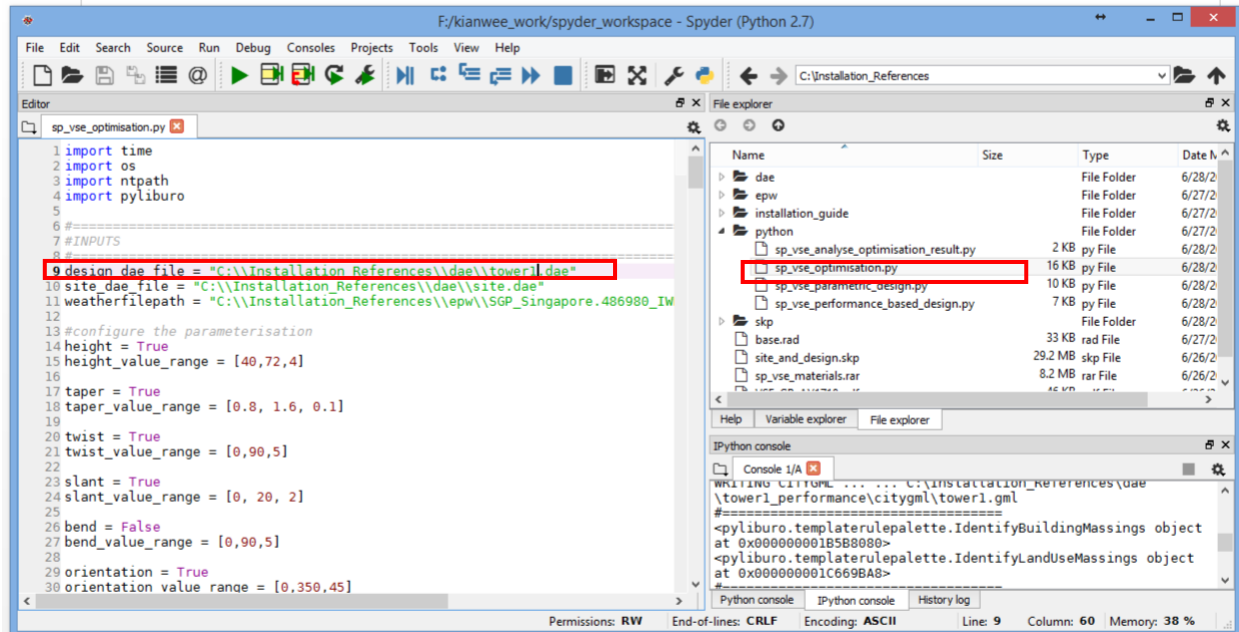 F:/kianwee_work/spyder_workspace - Spyder (Python 2.7)
File Edit Search Source Run Debug Consoles Projects Tools View Help
C:\Installation_References
Editor
sp_vse_optimisation.py
1 import time
2 import os
3 import ntpath
4 import pyliburo
5
6 #==========================================================================
7 #INPUTS
8 #==========================================================================
9 design_dae_file = "C:\\Installation_References\\dae\\tower1.dae"
10 site_dae_file = "C:\\Installation_References\\dae\\site.dae"
11 weatherfilepath = "C:\\Installation_References\\epw\\SGP_Singapore.486980_IW
12
13 #configure the parameterisation
14 height = True
15 height_value_range = [40,72,4]
16
17 taper = True
18 taper_value_range = [0.8, 1.6, 0.1]
19
20 twist = True
21 twist_value_range = [0,90,5]
22
23 slant = True
24 slant_value_range = [0, 20, 2]
25
26 bend = False
27 bend_value_range = [0,90,5]
28
29 orientation = True
30 orientation_value_range = [0,350,45]
File explorer
Name Size Type Date M
dae File Folder 6/28/2
epw File Folder 6/27/2
installation_guide File Folder 6/27/2
python File Folder 6/27/2
sp_vse_analyse_optimisation_result.py 2 KB py File 6/28/2
sp_vse_optimisation.py 16 KB py File 6/28/2
sp_vse_parametric_design.py 10 KB py File 6/28/2
sp_vse_performance_based_design.py 7 KB py File 6/28/2
skp File Folder 6/28/2
base.rad 33 KB rad File 6/27/2
site_and_design.skp 29.2 MB skp File 6/26/2
sp_vse_materials.rar 8.2 MB rar File 6/26/2
Help Variable explorer File explorer
IPython console
Console 1/A
WRITING CITYGML ... ... C:\Installation_References\dae
\tower1_performance\citygml\tower1.gml
#===================================
<pyliburo.templaterulepalette.IdentifyBuildingMassings object
at 0x000000001B5B8080>
<pyliburo.templaterulepalette.IdentifyLandUseMassings object
at 0x000000001C669BA8>
#===================================
Python console IPython console History log
Permissions: RW End-of-lines: CRLF Encoding: ASCII Line: 9 Column: 60 Memory: 38 %